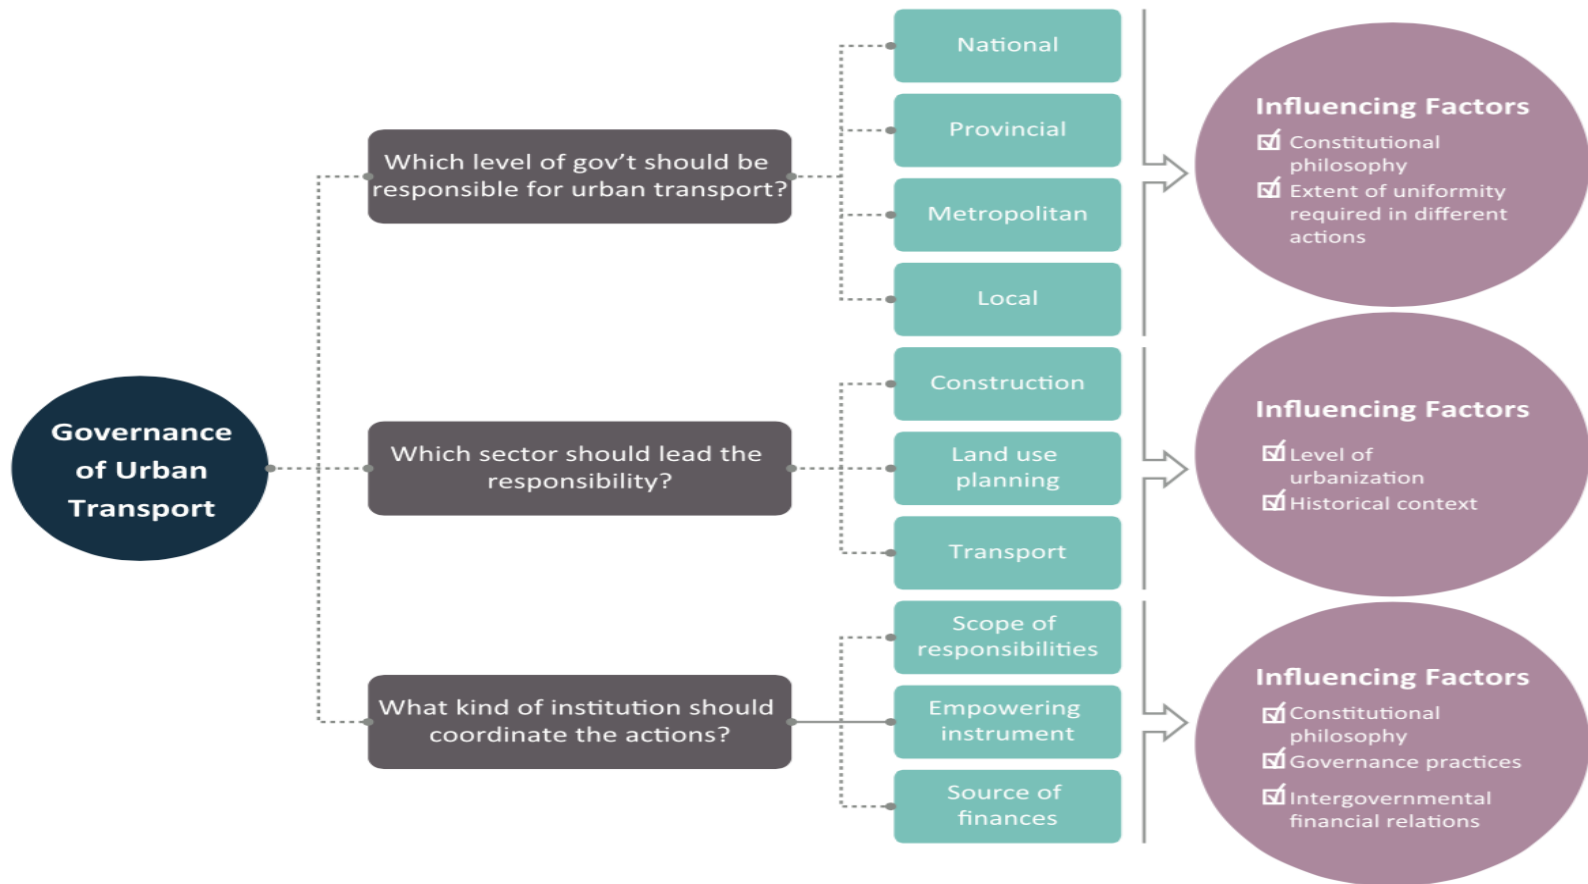 Governance
of Urban
Transport
Which level of gov’t should be
responsible for urban transport?
National
Provincial
Metropolitan
Local
Influencing Factors
Constitutional
philosophy
Extent of uniformity
required in different
actions
Which sector should lead the
responsibility?
Construction
Land use
planning
Transport
Influencing Factors
Level of
urbanization
Historical context
What kind of institution should
coordinate the actions?
Scope of
responsibilities
Empowering
instrument
Source of
finances
Influencing Factors
Constitutional
philosophy
Governance practices
Intergovernmental
financial relations